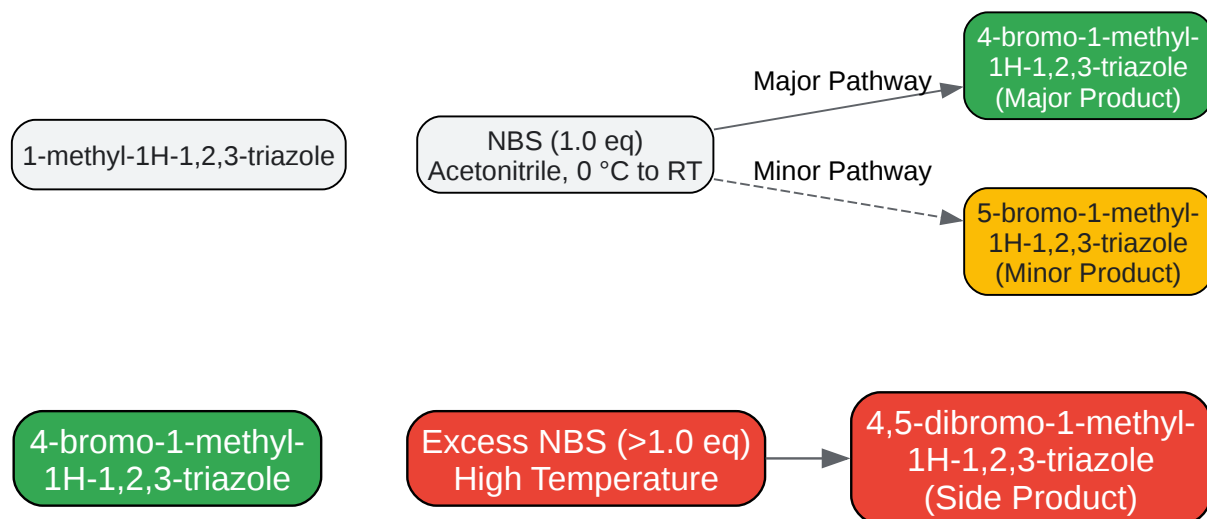 1-methyl-1H-1,2,3-triazole
NBS (1.0 eq)
Acetonitrile, 0 °C to RT
Major Pathway
Minor Pathway
4-bromo-1-methyl-
1H-1,2,3-triazole
(Major Product)
5-bromo-1-methyl-
1H-1,2,3-triazole
(Minor Product)
4-bromo-1-methyl-
1H-1,2,3-triazole
Excess NBS (>1.0 eq)
High Temperature
4,5-dibromo-1-methyl-
1H-1,2,3-triazole
(Side Product)